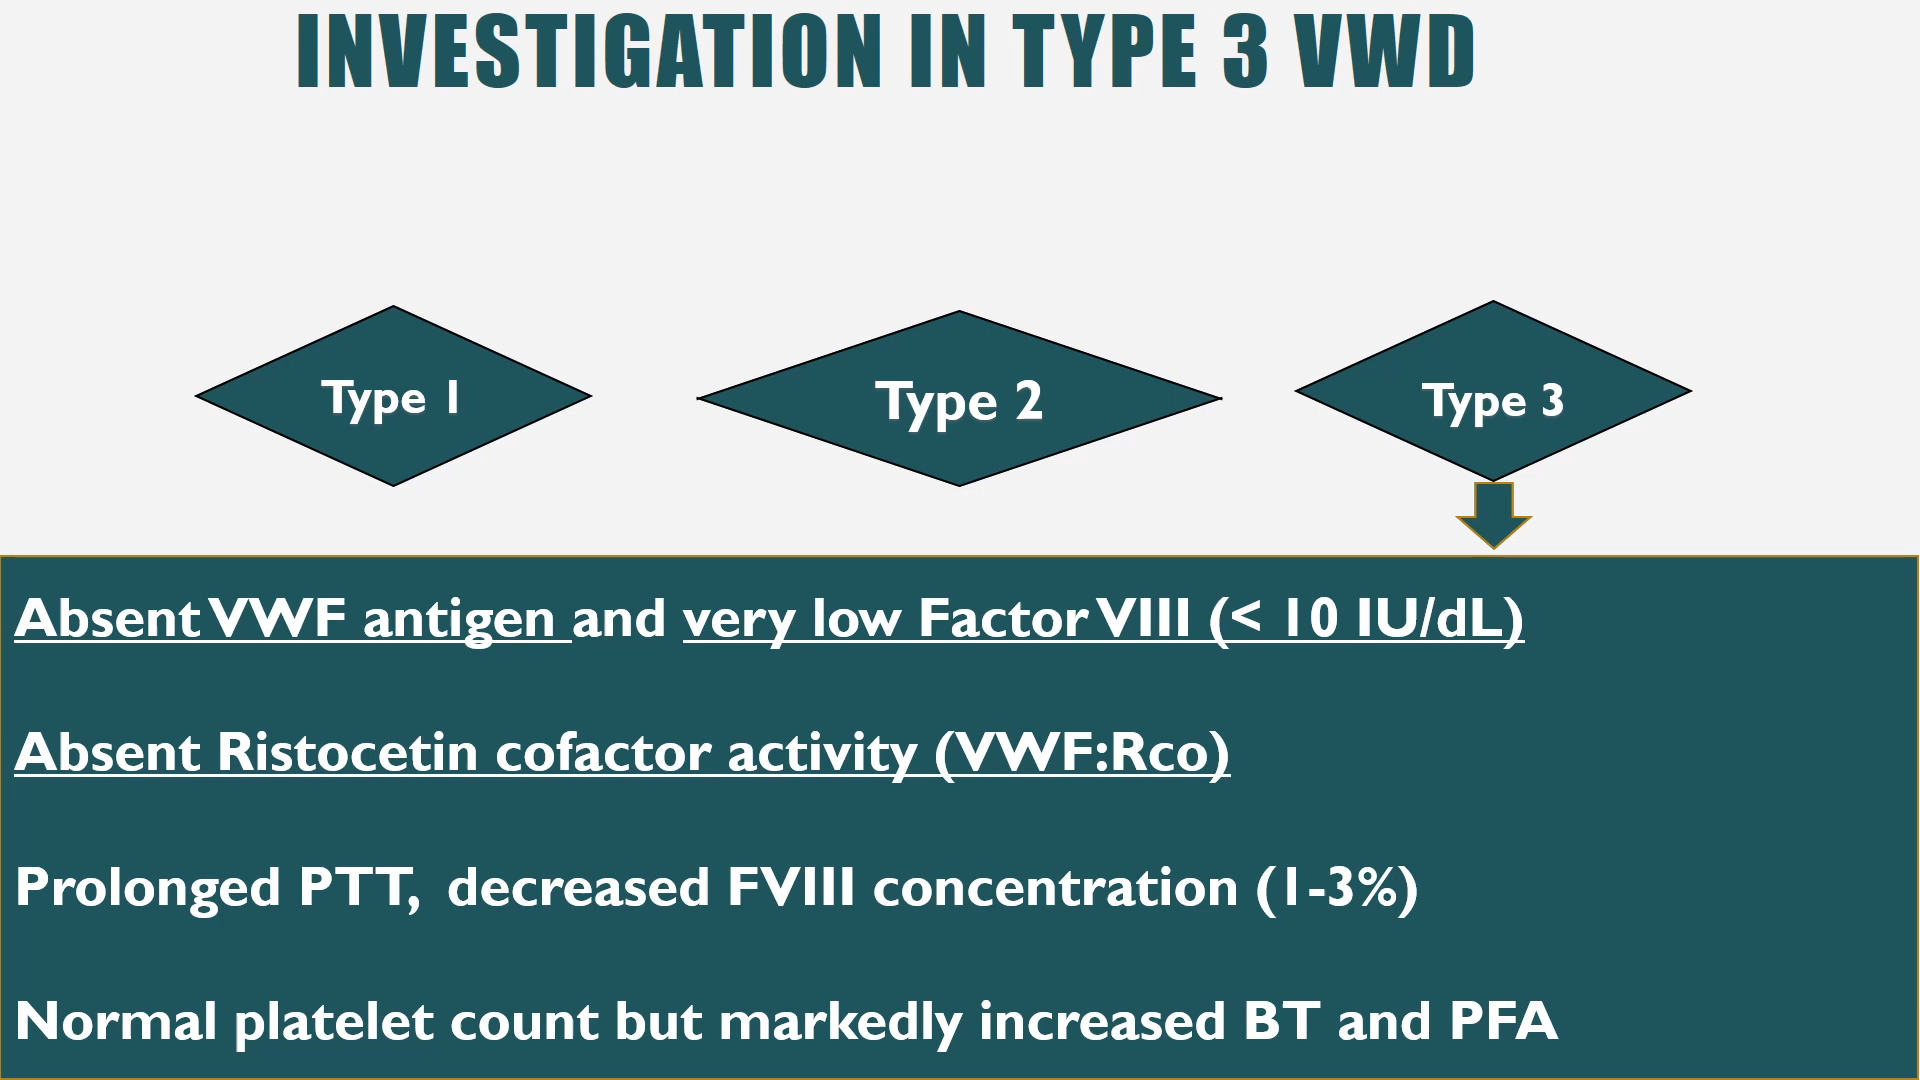 INVESTIGATION IN TYPE 3 VWD
Type 1
Type 2
Type 3
Absent VWF antigen and very low Factor VIII (< 10 IU/dL)
Absent Ristocetin cofactor activity (VWF:Rco)
Prolonged PTT, decreased FVIII concentration (1-3%)
Normal platelet count but markedly increased BT and PFA